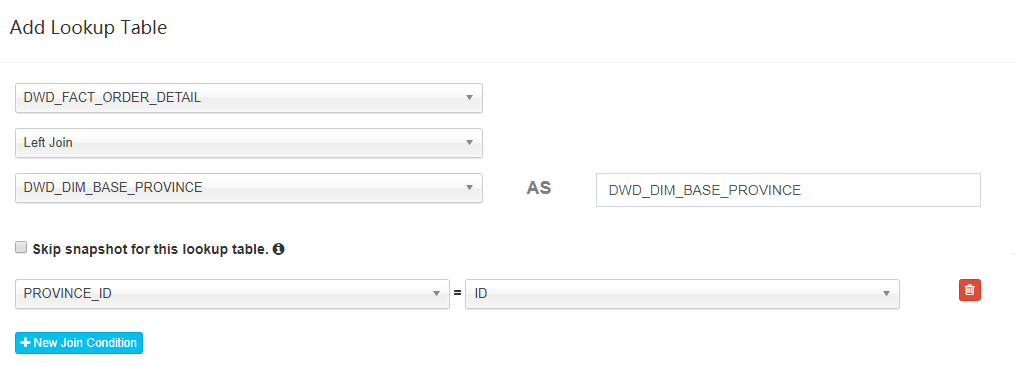 Add Lookup Table
DWD_FACT_ORDER_DETAIL
Left Join
DWD_DIM_BASE_PROVINCE AS DWD_DIM_BASE_PROVINCE
Skip snapshot for this lookup table.
PROVINCE_ID = ID
New Join Condition